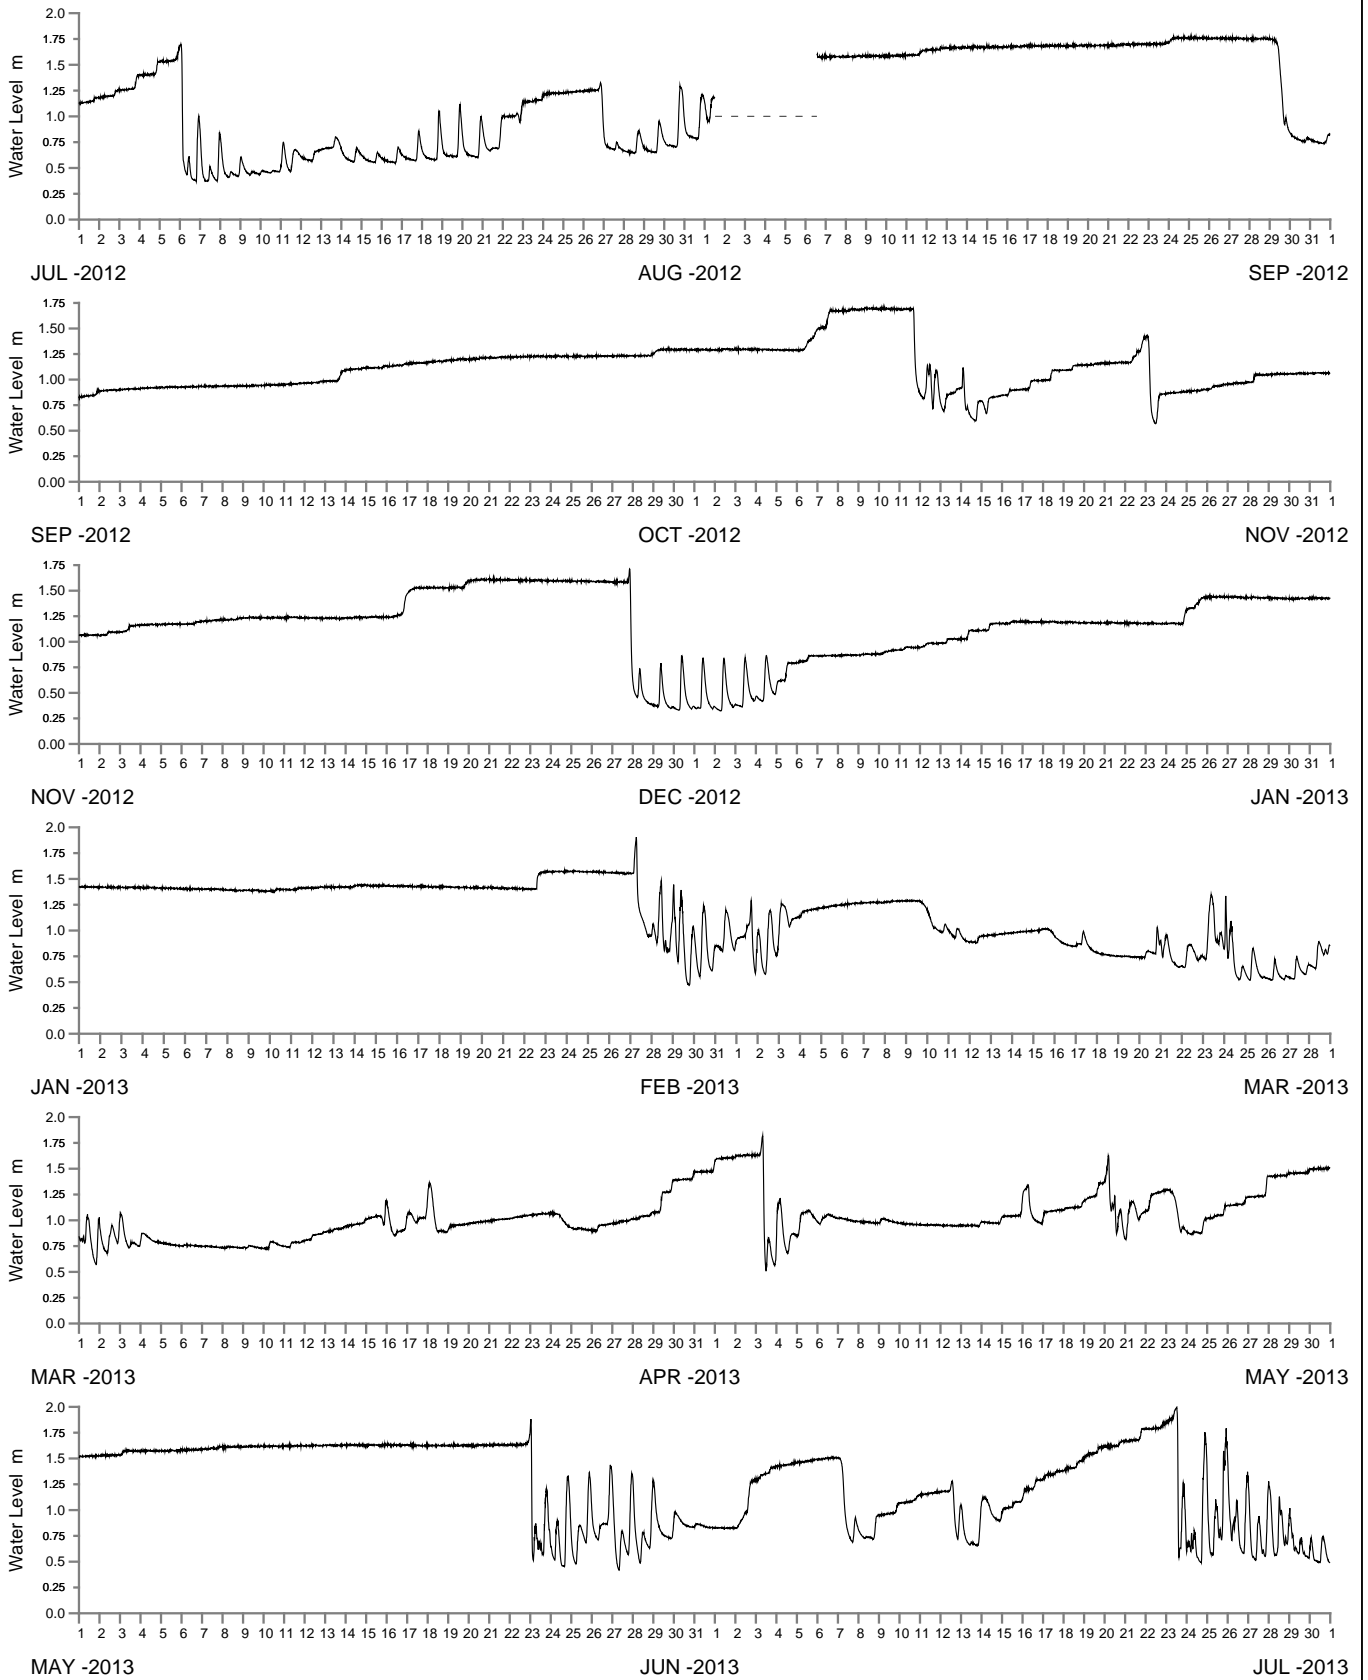 Water Level m
2.0
1.75
1.5
1.25
1.0
0.75
0.5
0.25
0.0
1 2 3 4 5 6 7 8 9 10 11 12 13 14 15 16 17 18 19 20 21 22 23 24 25 26 27 28 29 30 31 1 2 3 4 5 6 7 8 9 10 11 12 13 14 15 16 17 18 19 20 21 22 23 24 25 26 27 28 29 30 31 1
JUL -2012 AUG -2012 SEP -2012
Water Level m
1.75
1.50
1.25
1.00
0.75
0.50
0.25
0.00
1 2 3 4 5 6 7 8 9 10 11 12 13 14 15 16 17 18 19 20 21 22 23 24 25 26 27 28 29 30 1 2 3 4 5 6 7 8 9 10 11 12 13 14 15 16 17 18 19 20 21 22 23 24 25 26 27 28 29 30 31 1
SEP -2012 OCT -2012 NOV -2012
Water Level m
1.75
1.50
1.25
1.00
0.75
0.50
0.25
0.00
1 2 3 4 5 6 7 8 9 10 11 12 13 14 15 16 17 18 19 20 21 22 23 24 25 26 27 28 29 30 1 2 3 4 5 6 7 8 9 10 11 12 13 14 15 16 17 18 19 20 21 22 23 24 25 26 27 28 29 30 31 1
NOV -2012 DEC -2012 JAN -2013
Water Level m
2.0
1.75
1.5
1.25
1.0
0.75
0.5
0.25
0.0
1 2 3 4 5 6 7 8 9 10 11 12 13 14 15 16 17 18 19 20 21 22 23 24 25 26 27 28 29 30 31 1 2 3 4 5 6 7 8 9 10 11 12 13 14 15 16 17 18 19 20 21 22 23 24 25 26 27 28 1
JAN -2013 FEB -2013 MAR -2013
Water Level m
2.0
1.75
1.5
1.25
1.0
0.75
0.5
0.25
0.0
1 2 3 4 5 6 7 8 9 10 11 12 13 14 15 16 17 18 19 20 21 22 23 24 25 26 27 28 29 30 31 1 2 3 4 5 6 7 8 9 10 11 12 13 14 15 16 17 18 19 20 21 22 23 24 25 26 27 28 29 30 1
MAR -2013 APR -2013 MAY -2013
Water Level m
2.0
1.75
1.5
1.25
1.0
0.75
0.5
0.25
0.0
1 2 3 4 5 6 7 8 9 10 11 12 13 14 15 16 17 18 19 20 21 22 23 24 25 26 27 28 29 30 31 1 2 3 4 5 6 7 8 9 10 11 12 13 14 15 16 17 18 19 20 21 22 23 24 25 26 27 28 29 30 1
MAY -2013 JUN -2013 JUL -2013